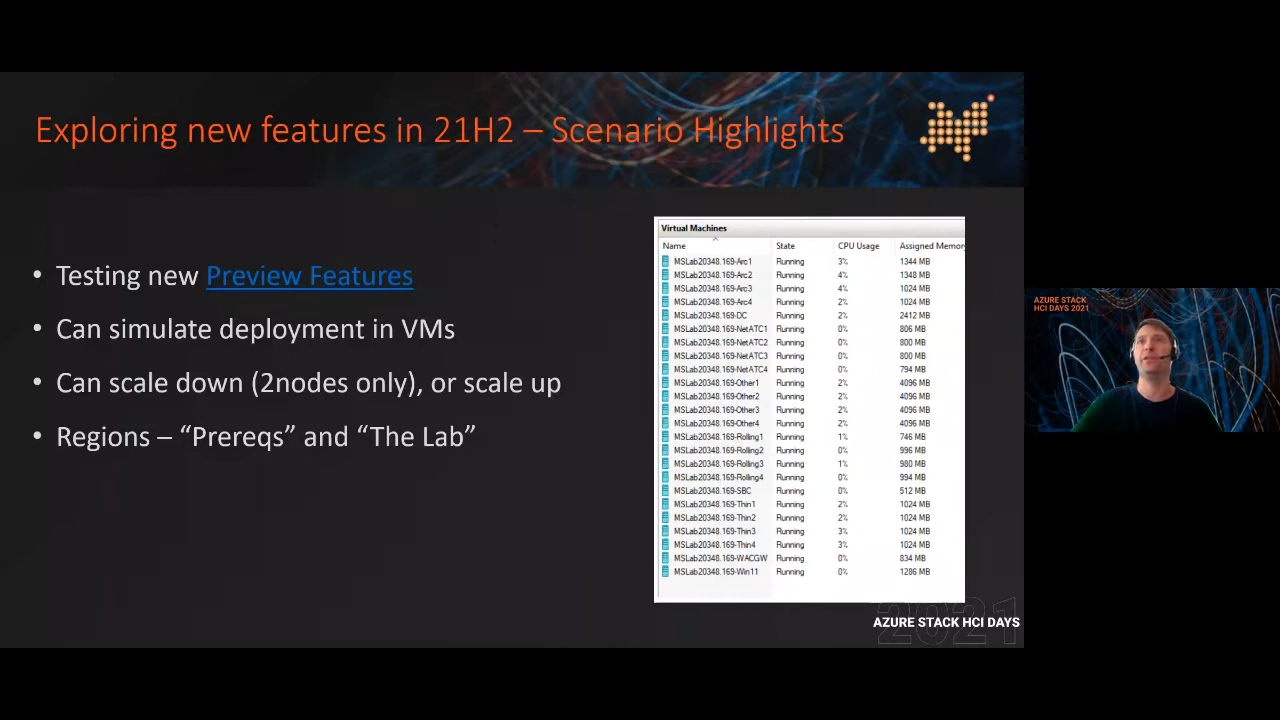 Exploring new features in 21H2 – Scenario Highlights
• Testing new Preview Features
• Can simulate deployment in VMs
• Can scale down (2nodes only), or scale up
• Regions – “Prereqs” and “The Lab”
Virtual Machines
Name State CPU Usage Assigned Memory
MSLab20348.169-Arc1 Running 3% 1344 MB
MSLab20348.169-Arc2 Running 4% 1348 MB
MSLab20348.169-Arc3 Running 4% 1024 MB
MSLab20348.169-Arc4 Running 2% 1024 MB
MSLab20348.169-DC Running 2% 2412 MB
MSLab20348.169-NetATC1 Running 0% 806 MB
MSLab20348.169-NetATC2 Running 0% 800 MB
MSLab20348.169-NetATC3 Running 0% 800 MB
MSLab20348.169-NetATC4 Running 0% 794 MB
MSLab20348.169-Other1 Running 2% 4096 MB
MSLab20348.169-Other2 Running 2% 4096 MB
MSLab20348.169-Other3 Running 2% 4096 MB
MSLab20348.169-Other4 Running 2% 4096 MB
MSLab20348.169-Rolling1 Running 1% 746 MB
MSLab20348.169-Rolling2 Running 0% 996 MB
MSLab20348.169-Rolling3 Running 1% 980 MB
MSLab20348.169-Rolling4 Running 0% 994 MB
MSLab20348.169-SBC Running 0% 512 MB
MSLab20348.169-Thin1 Running 2% 1024 MB
MSLab20348.169-Thin2 Running 2% 1024 MB
MSLab20348.169-Thin3 Running 3% 1024 MB
MSLab20348.169-Thin4 Running 3% 1024 MB
MSLab20348.169-WACGW Running 0% 834 MB
MSLab20348.169-Win11 Running 0% 1286 MB
2021
AZURE STACK HCI DAYS
AZURE STACK
HCI DAYS 2021